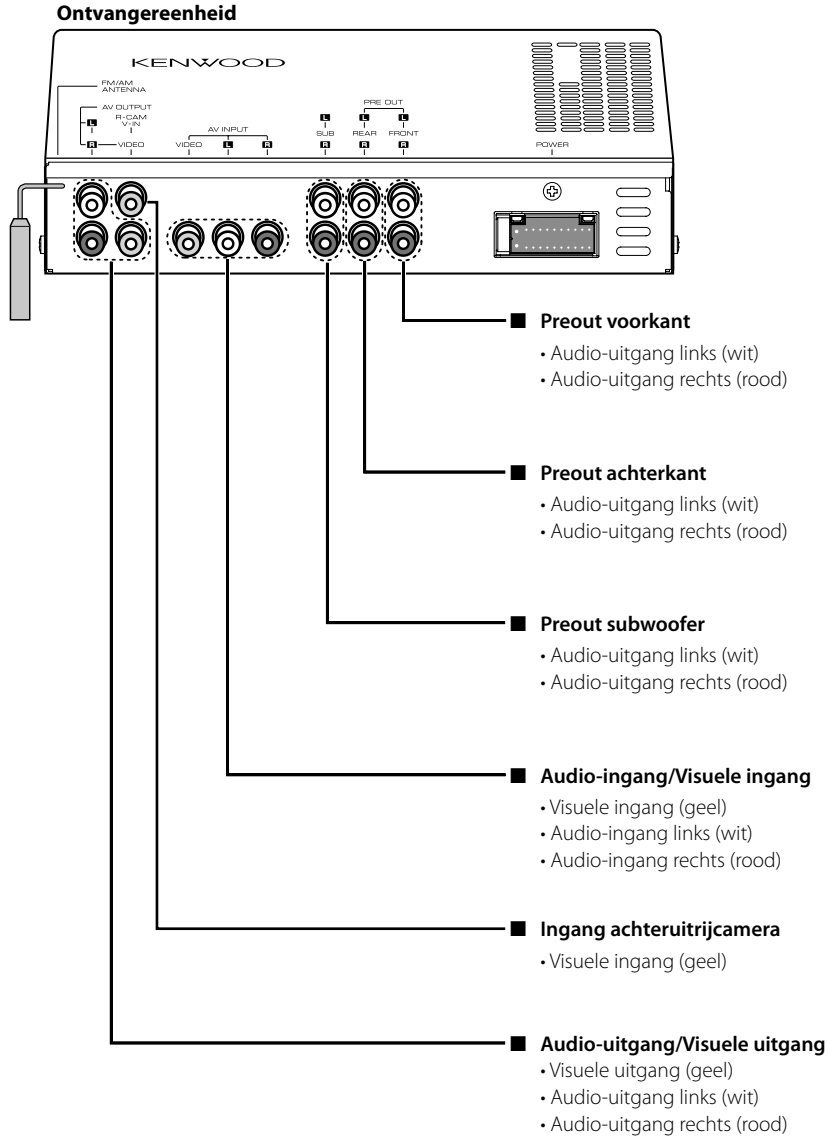 Ontvangereenheid
KENWOOD
FM/AM
ANTENNA
AV OUTPUT
L
R-CAM
V-IN
R VIDEO
AV INPUT
VIDEO L R
PRE OUT
L L L
SUB REAR FRONT
R R R
POWER
■ Preout voorkant
• Audio-uitgang links (wit)
• Audio-uitgang rechts (rood)
■ Preout achterkant
• Audio-uitgang links (wit)
• Audio-uitgang rechts (rood)
■ Preout subwoofer
• Audio-uitgang links (wit)
• Audio-uitgang rechts (rood)
■ Audio-ingang/Visuele ingang
• Visuele ingang (geel)
• Audio-ingang links (wit)
• Audio-ingang rechts (rood)
■ Ingang achteruitrijcamera
• Visuele ingang (geel)
■ Audio-uitgang/Visuele uitgang
• Visuele uitgang (geel)
• Audio-uitgang links (wit)
• Audio-uitgang rechts (rood)